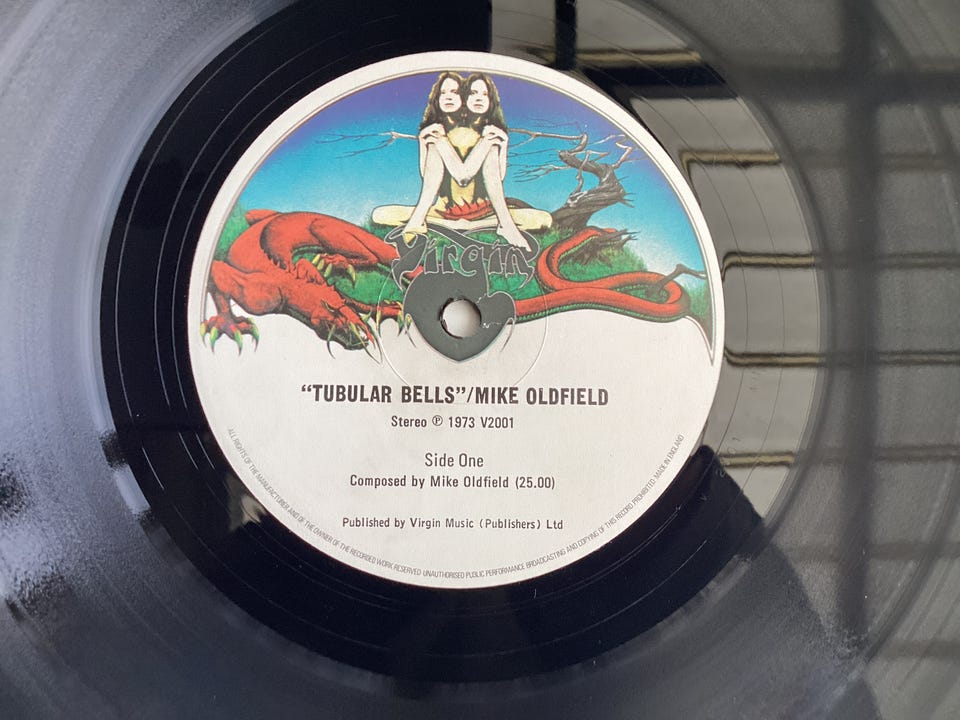 Virgin
“TUBULAR BELLS”/MIKE OLDFIELD
Stereo ℗ 1973 V2001
Side One
Composed by Mike Oldfield (25.00)
Published by Virgin Music (Publishers) Ltd
ALL RIGHTS OF THE MANUFACTURER AND OF THE OWNER OF THE RECORDED WORK RESERVED UNAUTHORISED PUBLIC PERFORMANCE BROADCASTING AND COPYING OF THIS RECORD PROHIBITED MADE IN ENGLAND